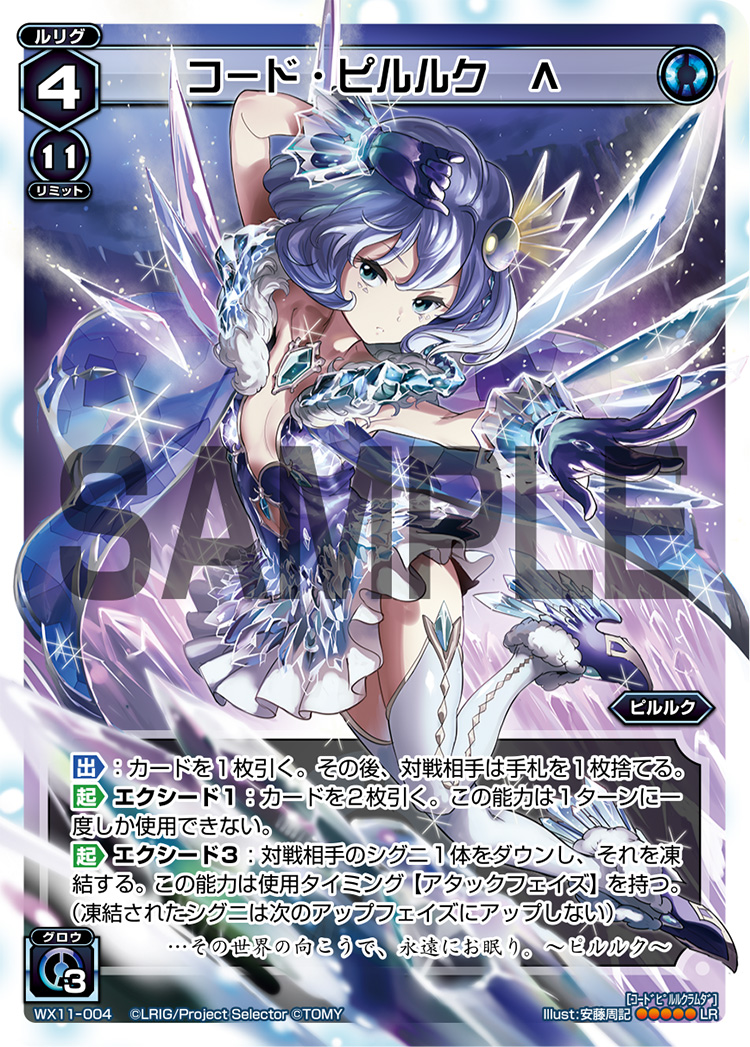 ルリグ
4
コード・ピルルク Λ
11
リミット
SAMPLE
ピルルク
出：カードを1枚引く。その後、対戦相手は手札を1枚捨てる。
起 エクシード1：カードを2枚引く。この能力は1ターンに一
度しか使用できない。
起 エクシード3：対戦相手のシグニ1体をダウンし、それを凍
結する。この能力は使用タイミング【アタックフェイズ】を持つ。
（凍結されたシグニは次のアップフェイズにアップしない）
…その世界の向こうで、永遠にお眠り。～ピルルク～
グロウ
3
[コードピルルクラムダ]
WX11-004 ©LRIG/Project Selector ©TOMY Illust:安藤周記 LR